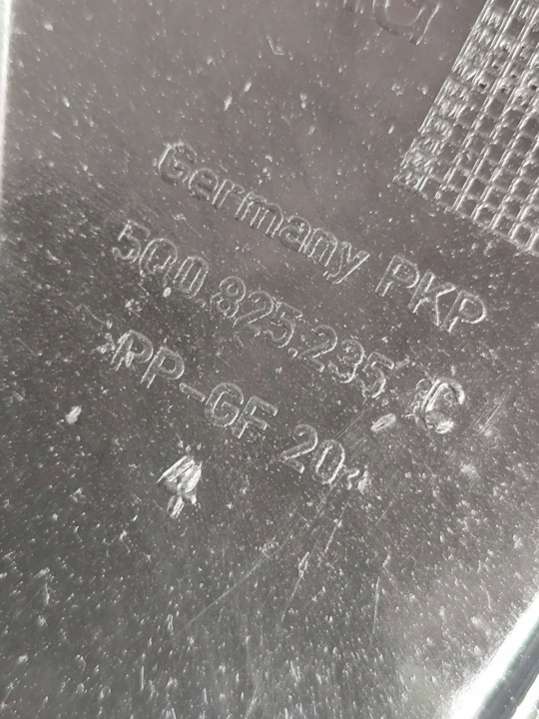 Germany PKP
5Q0.825.235. C
PP-GF 20